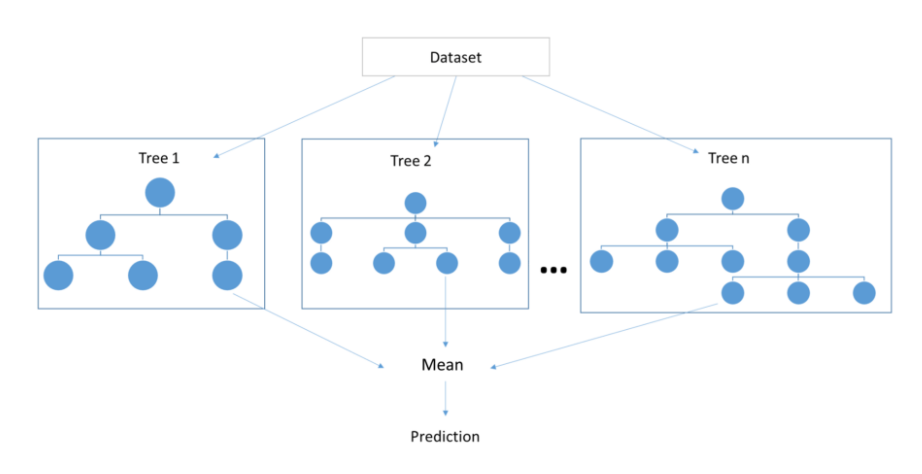 Dataset
Tree 1
Tree 2
Tree n
...
Mean
Prediction